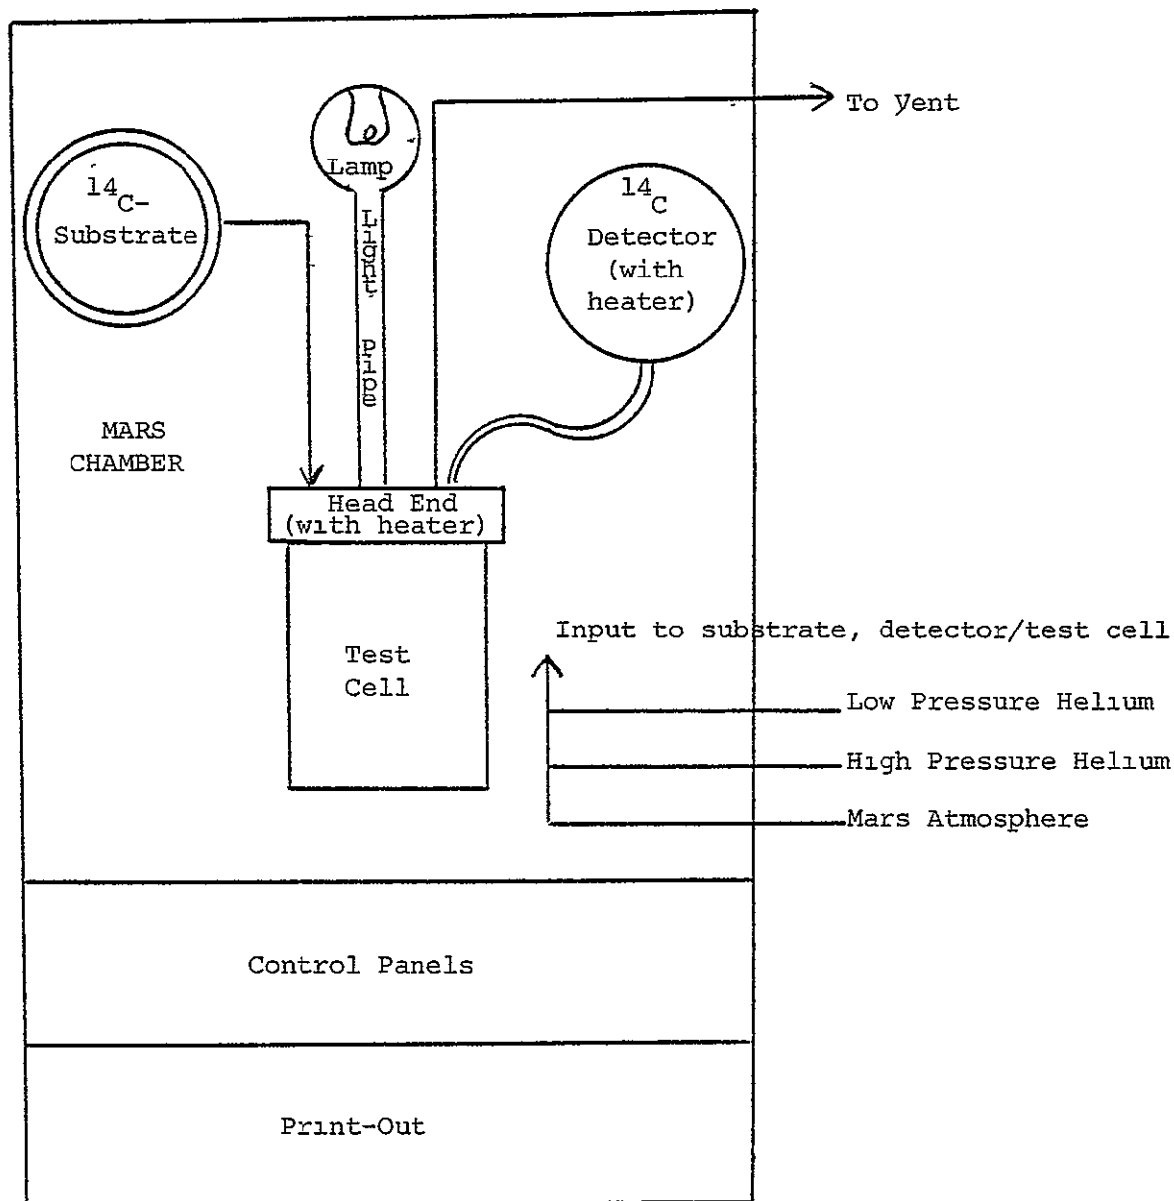 To Vent
Lamp
14C-
Substrate
Light pipe
14C
Detector
(with
heater)
MARS
CHAMBER
Head End
(with heater)
Test
Cell
Input to substrate, detector/test cell
Low Pressure Helium
High Pressure Helium
Mars Atmosphere
Control Panels
Print-Out